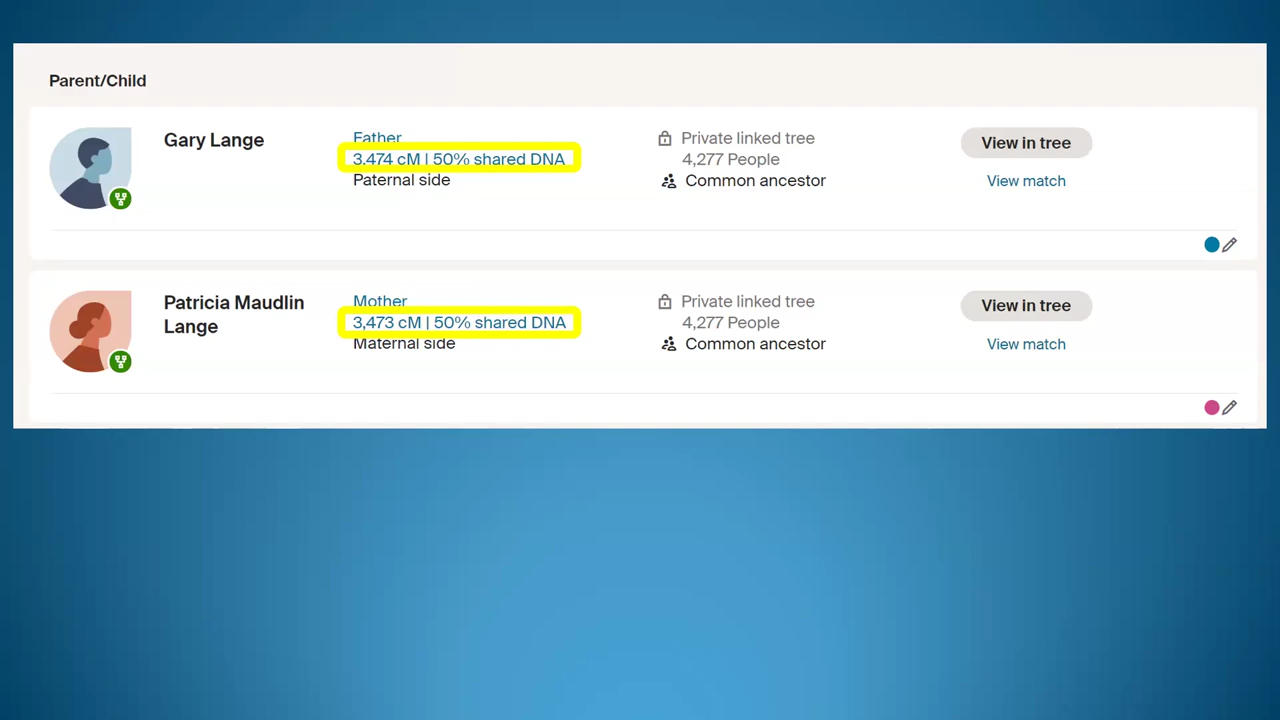 Parent/Child
Gary Lange
Father
3,474 cM | 50% shared DNA
Paternal side
Private linked tree
4,277 People
Common ancestor
View in tree
View match
Patricia Maudlin
Lange
Mother
3,473 cM | 50% shared DNA
Maternal side
Private linked tree
4,277 People
Common ancestor
View in tree
View match